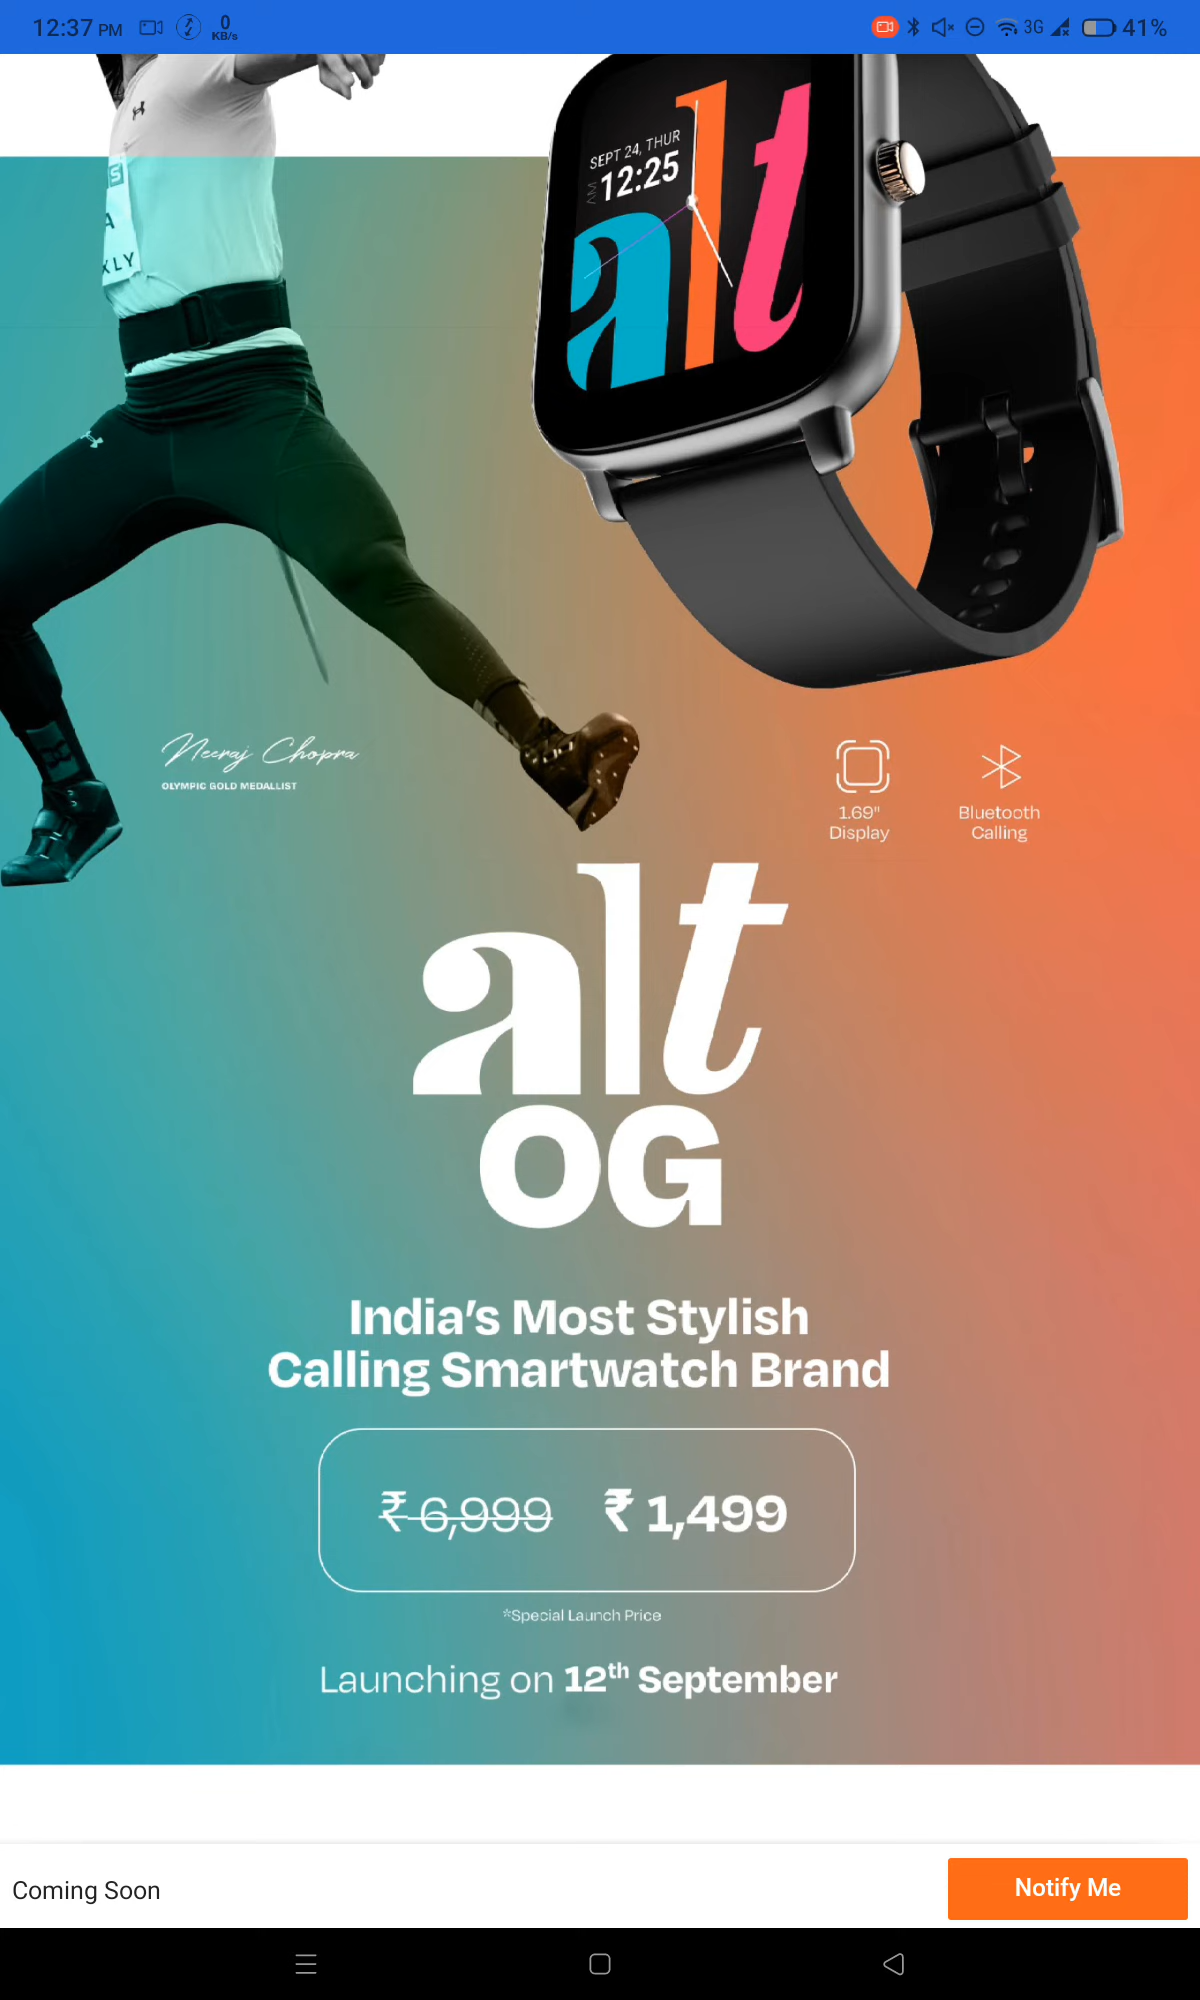 12:37 PM 0 KB/s 3G 41%
SEPT 24, THUR
12:25
alt
S
A
KLY
Neeraj Chopra
OLYMPIC GOLD MEDALLIST
1.69"
Display
Bluetooth
Calling
alt
OG
India's Most Stylish
Calling Smartwatch Brand
₹ 6,999 ₹ 1,499
*Special Launch Price
Launching on 12th September
Coming Soon
Notify Me